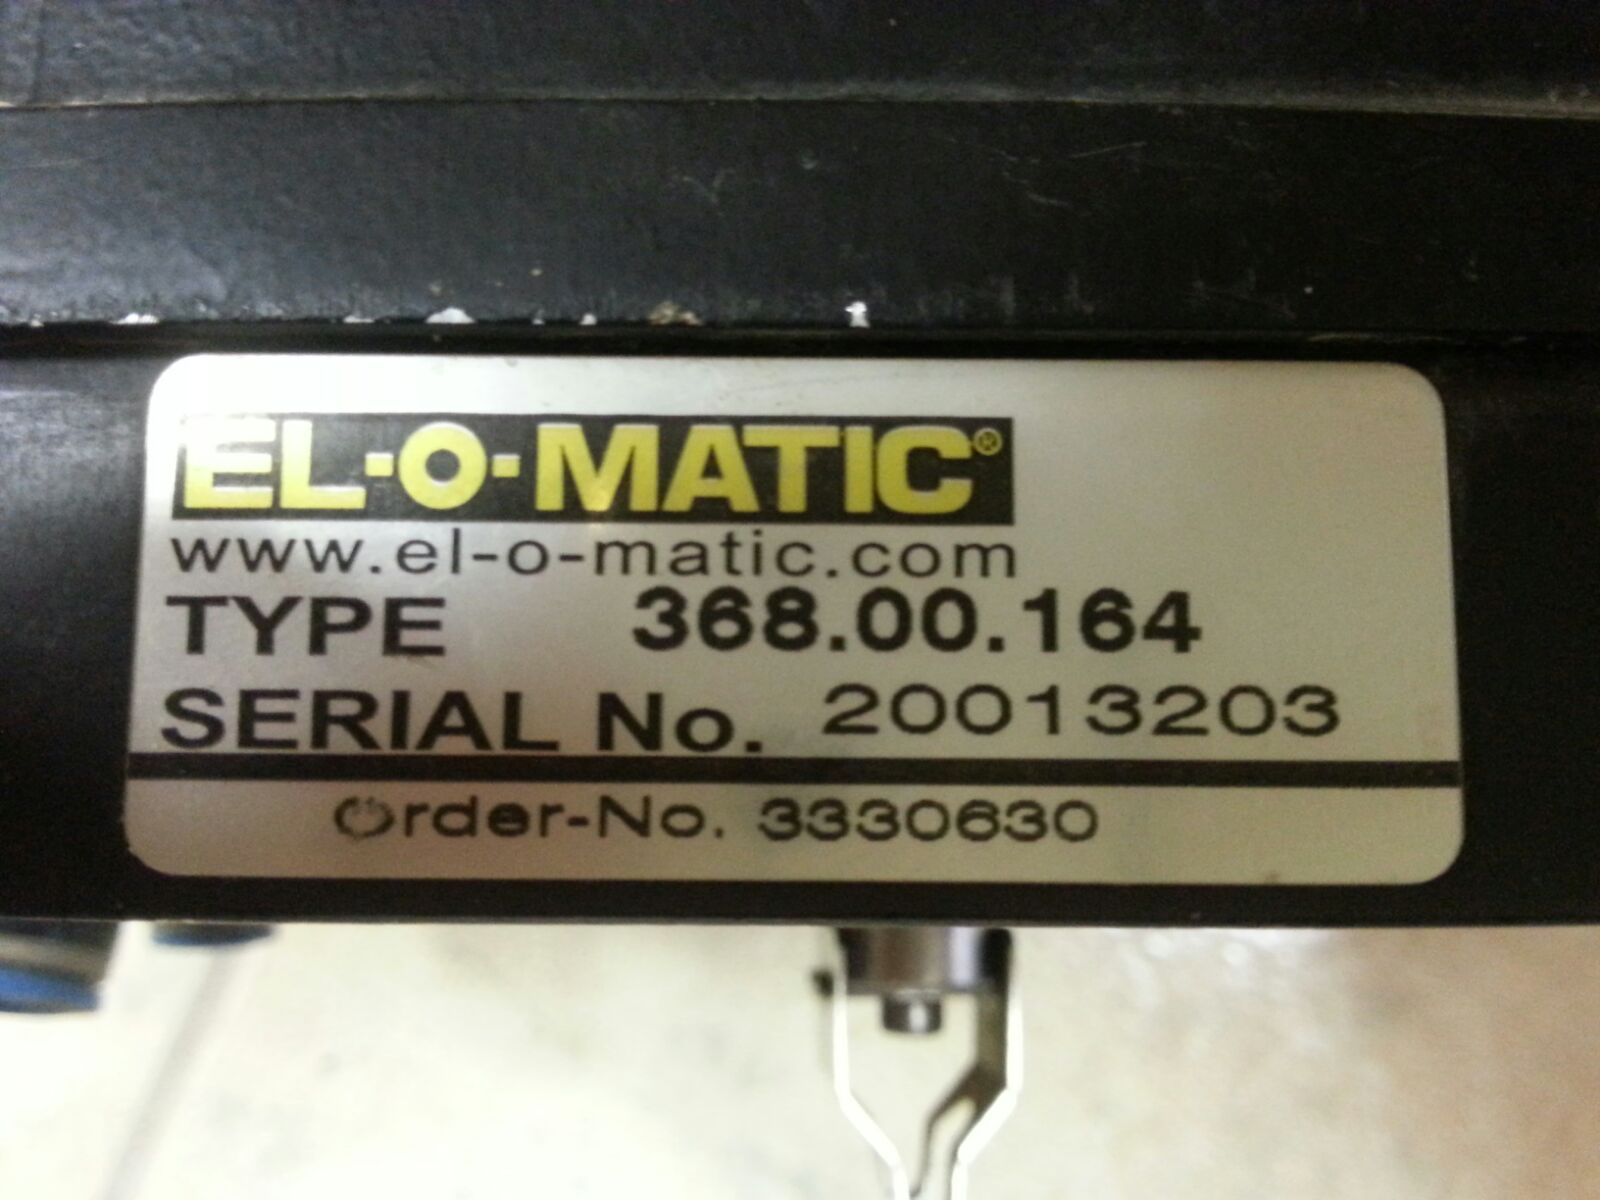 EL-O-MATIC®
www.el-o-matic.com
TYPE 368.00.164
SERIAL No. 20013203
Order-No. 3330630